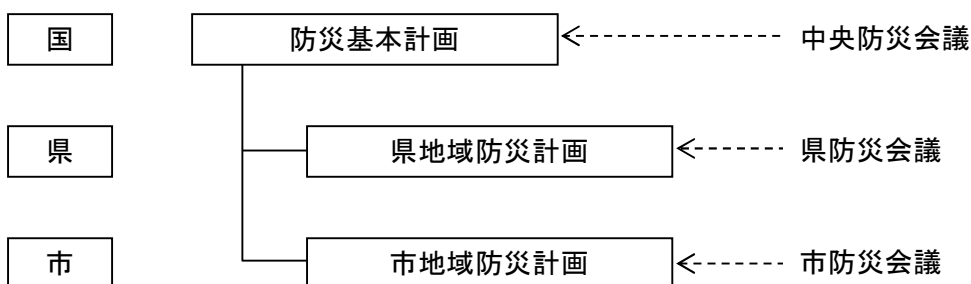 国 防災基本計画 中央防災会議
県 県地域防災計画 県防災会議
市 市地域防災計画 市防災会議